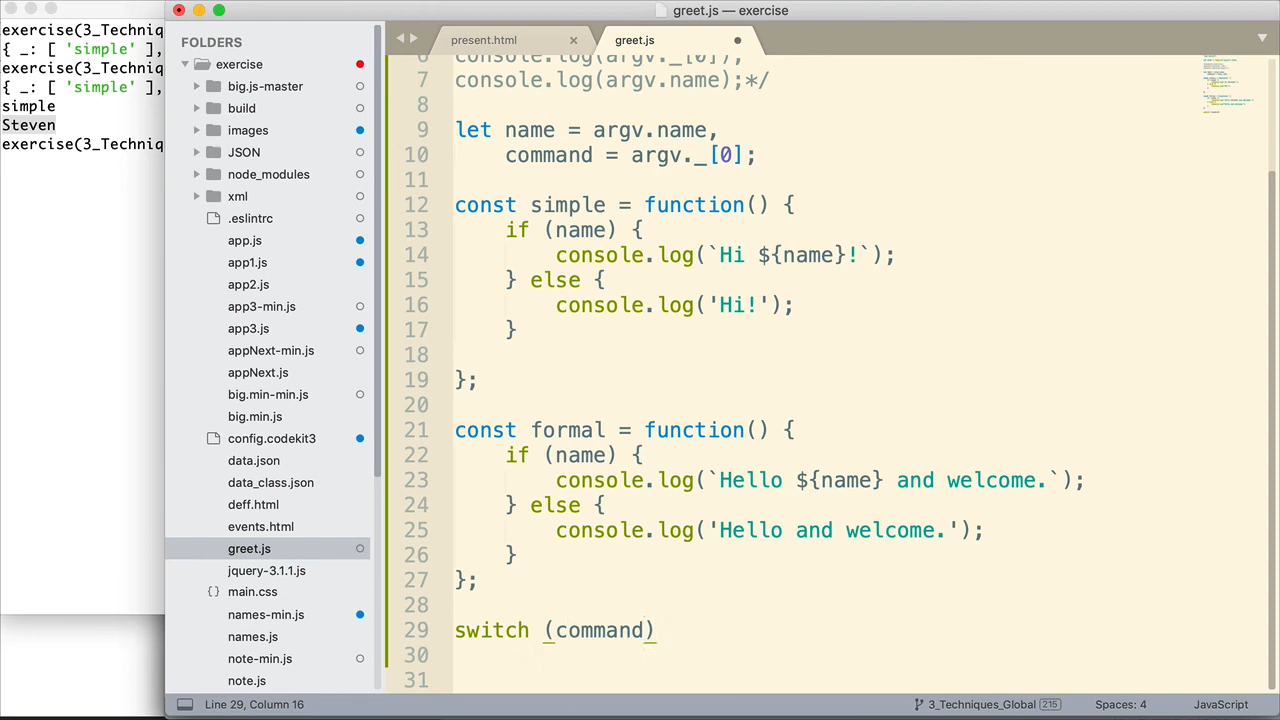 greet.js — exercise
exercise(3_Techniq
{ _: [ 'simple' ],
exercise(3_Techniq
{ _: [ 'simple' ],
simple
Steven
exercise(3_Techniq
FOLDERS
exercise
big.js-master
build
images
JSON
node_modules
xml
.eslintrc
app.js
app1.js
app2.js
app3-min.js
app3.js
appNext-min.js
appNext.js
big.min-min.js
big.min.js
config.codekit3
data.json
data_class.json
deff.html
events.html
greet.js
jquery-3.1.1.js
{} main.css
names-min.js
names.js
note-min.js
note.js
present.html ×
greet.js
6 console.log(argv._[0]);
7 console.log(argv.name);*/
8
9 let name = argv.name,
10 command = argv._[0];
11
12 const simple = function() {
13 if (name) {
14 console.log(`Hi ${name}!`);
15 } else {
16 console.log('Hi!');
17 }
18
19 };
20
21 const formal = function() {
22 if (name) {
23 console.log(`Hello ${name} and welcome.`);
24 } else {
25 console.log('Hello and welcome.');
26 }
27 };
28
29 switch (command)
30
31
Line 29, Column 16
3_Techniques_Global 215
Spaces: 4
JavaScript